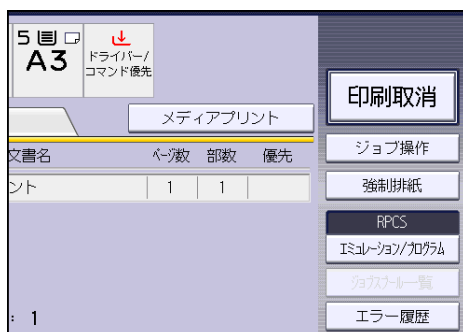 5
A3
ドライバー/
コマンド優先
印刷取消
メディアプリント
ジョブ操作
文書名 ページ数 部数 優先
ント 1 1
強制排紙
RPCS
エミュレーション/プログラム
ジョブスプール一覧
: 1
エラー履歴